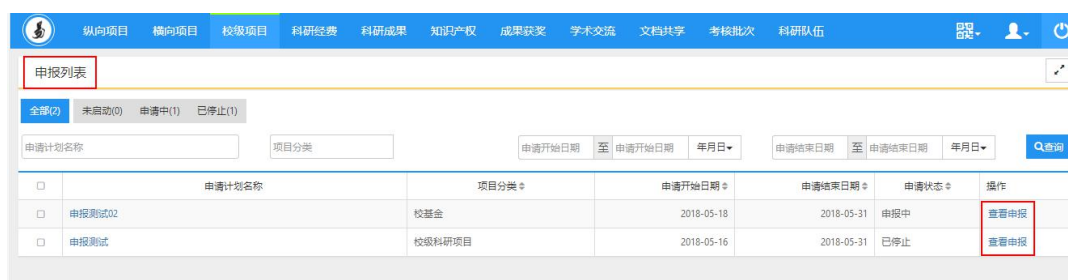 纵向项目 横向项目 校级项目 科研经费 科研成果 知识产权 成果获奖 学术交流 文档共享 考核批次 科研队伍
申报列表
全部(2) 未启动(0) 申请中(1) 已停止(1)
申请计划名称 项目分类 申请开始日期 至 申请开始日期 年月日 申请结束日期 至 申请结束日期 年月日 查询
申请计划名称 项目分类 申请开始日期 申请结束日期 申请状态 操作
申报测试02 校基金 2018-05-18 2018-05-31 申报中 查看申报
申报测试 校级科研项目 2018-05-16 2018-05-31 已停止 查看申报